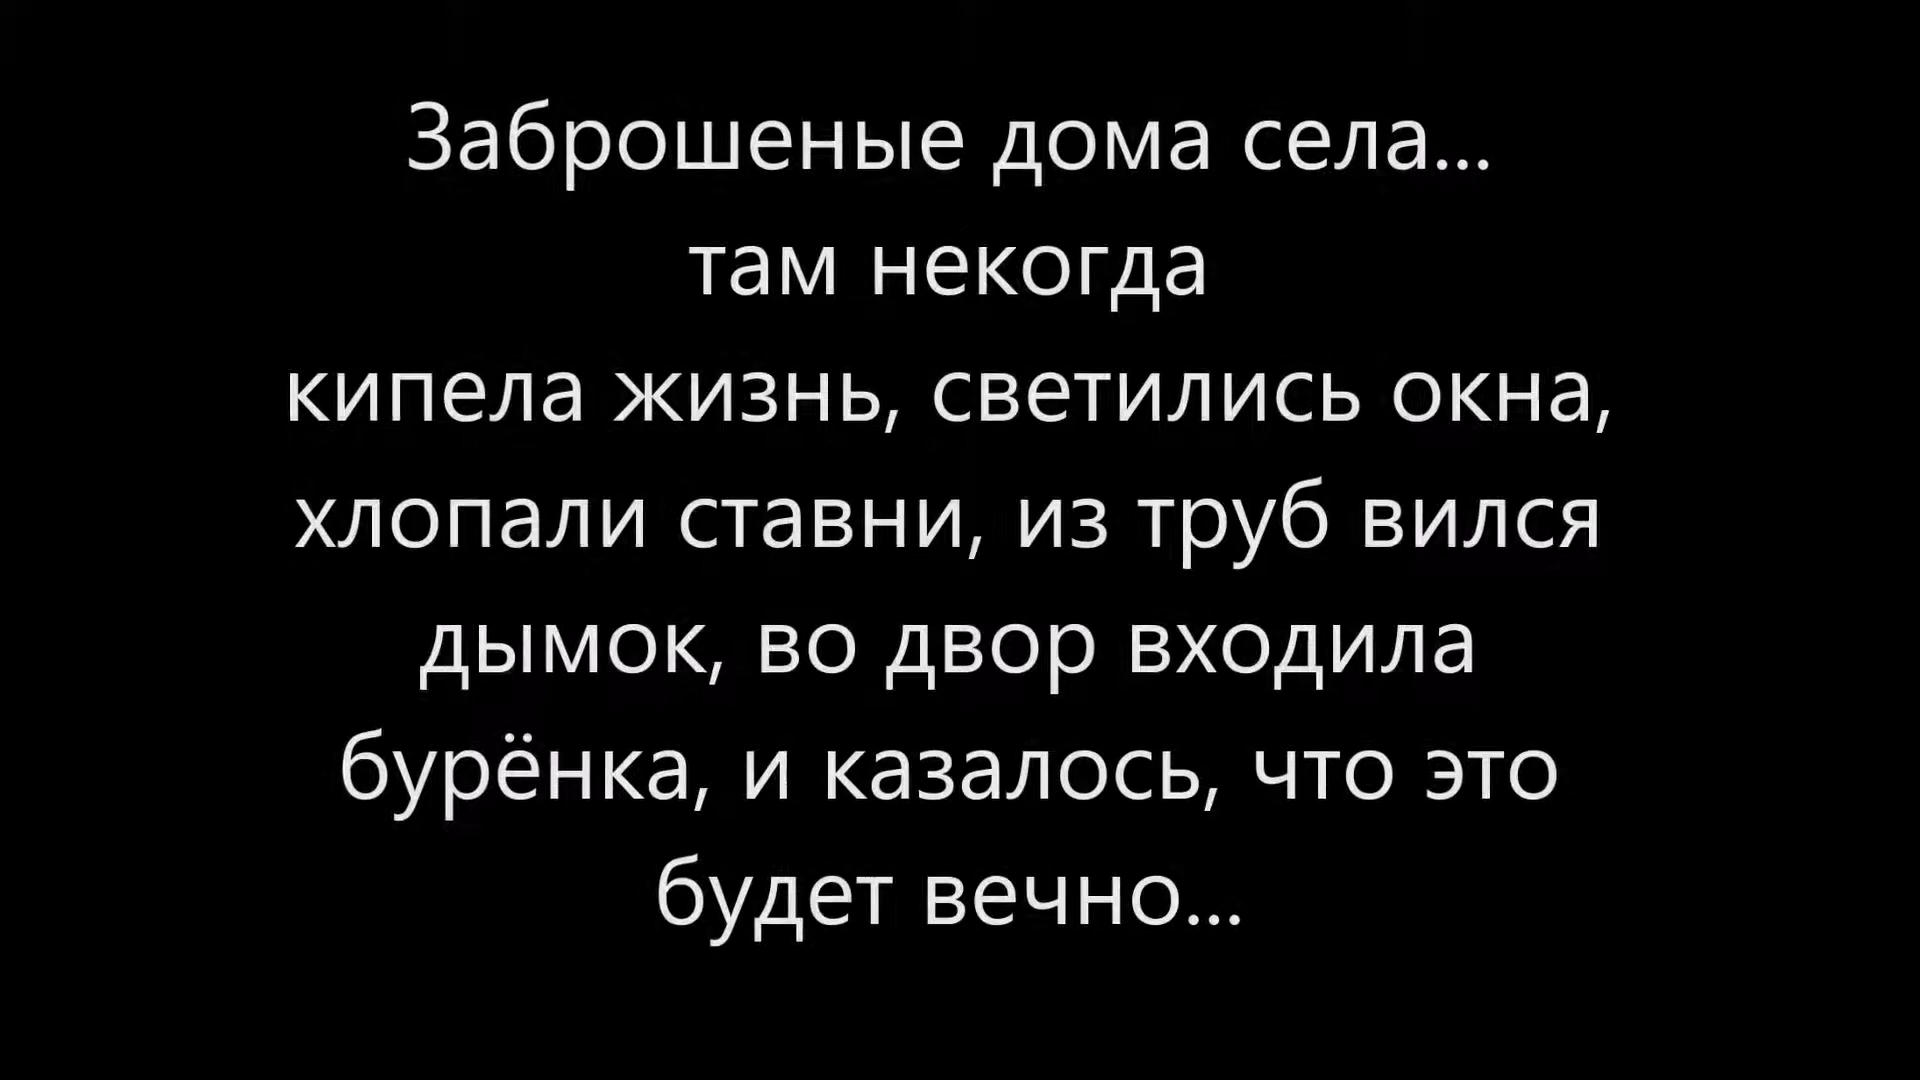 Заброшеные дома села...
там некогда
кипела жизнь, светились окна,
хлопали ставни, из труб вился
дымок, во двор входила
бурёнка, и казалось, что это
будет вечно...